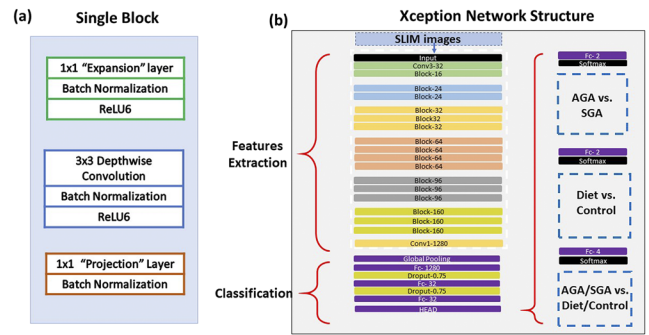 (a)
Single Block
1x1 “Expansion” layer
Batch Normalization
ReLU6
3x3 Depthwise
Convolution
Batch Normalization
ReLU6
1x1 “Projection” Layer
Batch Normalization
(b)
Xception Network Structure
SLIM images
Features
Extraction
Input
Conv3-32
Block-16
Block-24
Block-24
Block-32
Block32
Block-32
Block-64
Block-64
Block-64
Block-64
Block-96
Block-96
Block-96
Block-160
Block-160
Block-160
Conv1-1280
Classification
Global Pooling
Fc- 1280
Droput-0.75
Fc- 32
Droput-0.75
Fc- 32
HEAD
Fc- 2
Softmax
AGA vs.
SGA
Fc- 2
Softmax
Diet vs.
Control
Fc- 4
Softmax
AGA/SGA vs.
Diet/Control